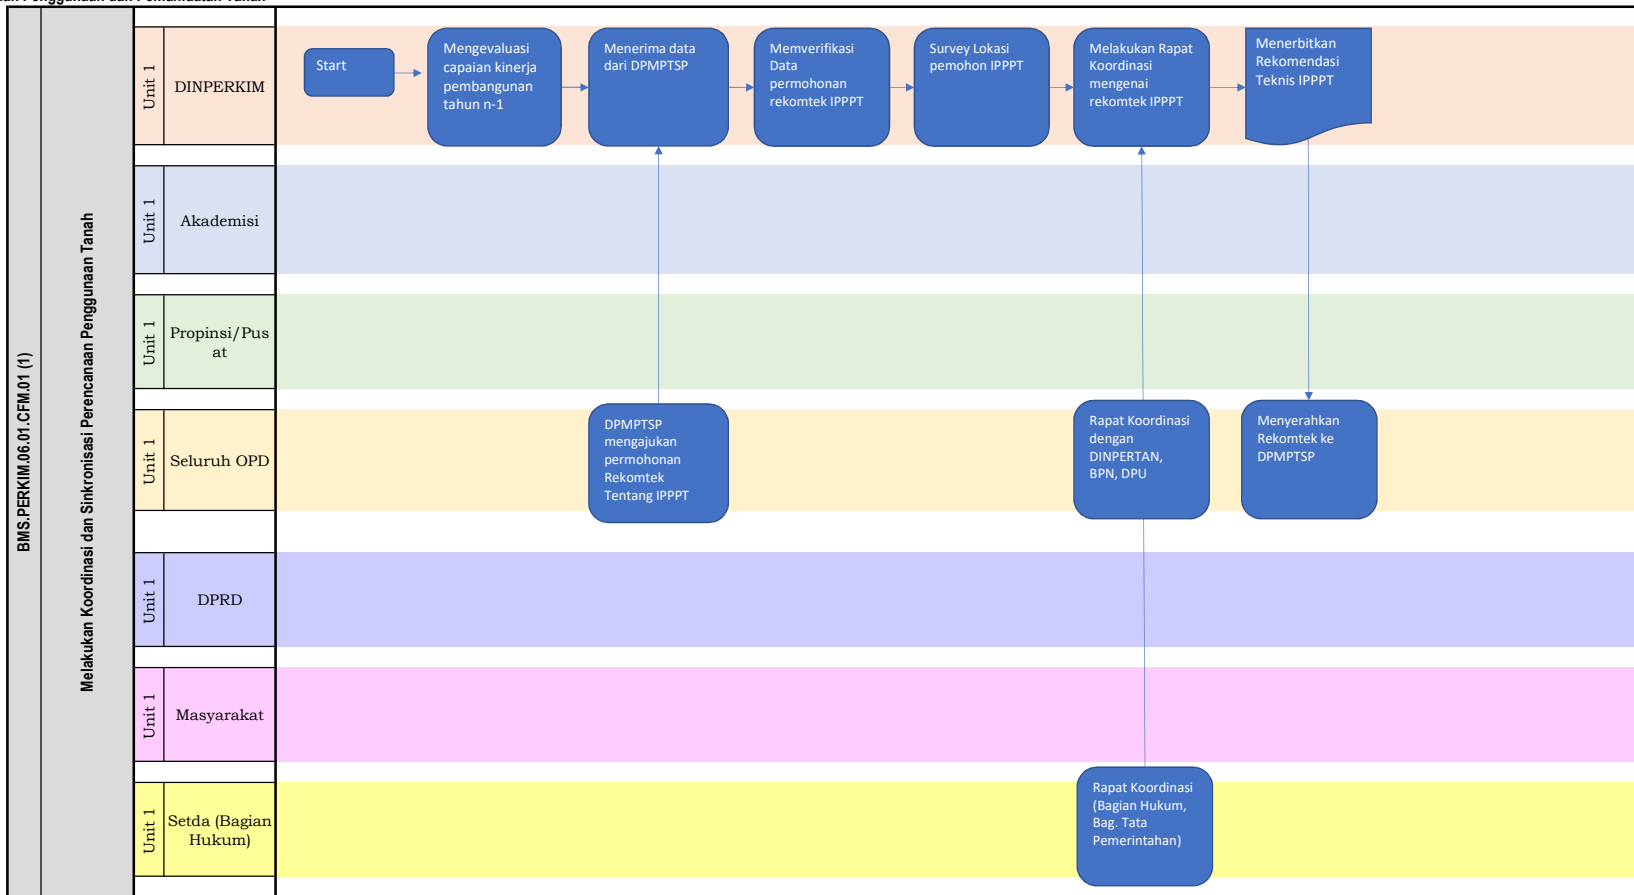 Penggunaan dan Pemanfaatan Tanah
BMS.PERKIM.06.01.CFM.01 (1)
Melakukan Koordinasi dan Sinkronisasi Perencanaan Penggunaan Tanah
Unit 1
DINPERKIM
Start
Mengevaluasi
capaian kinerja
pembangunan
tahun n-1
Menerima data
dari DPMPTSP
Memverifikasi
Data
permohonan
rekomtek IPPPT
Survey Lokasi
pemohon IPPPT
Melakukan Rapat
Koordinasi
mengenai
rekomtek IPPPT
Menerbitkan
Rekomendasi
Teknis IPPPT
Unit 1
Akademisi
Unit 1
Propinsi/Pus
at
Unit 1
Seluruh OPD
DPMPTSP
mengajukan
permohonan
Rekomtek
Tentang IPPPT
Rapat Koordinasi
dengan
DINPERTAN,
BPN, DPU
Menyerahkan
Rekomtek ke
DPMPTSP
Unit 1
DPRD
Unit 1
Masyarakat
Unit 1
Setda (Bagian
Hukum)
Rapat Koordinasi
(Bagian Hukum,
Bag. Tata
Pemerintahan)